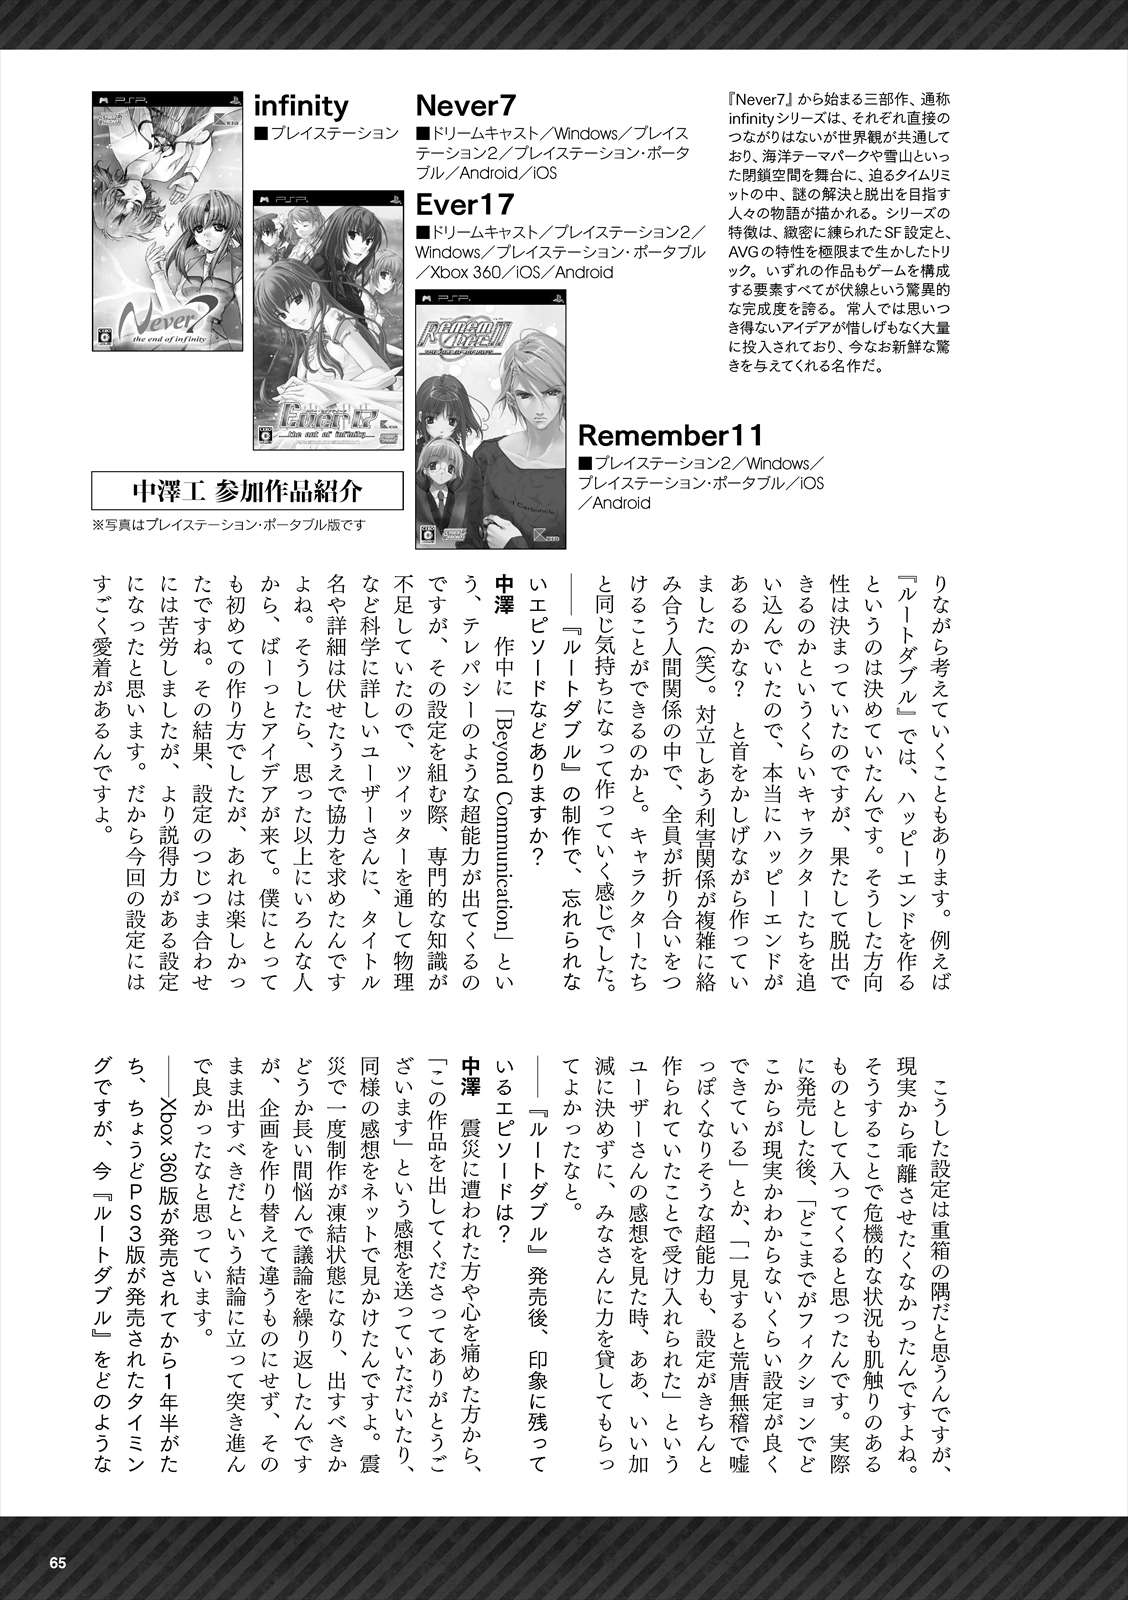 infinity
■プレイステーション
Never7
■ドリームキャスト／Windows／プレイス
テーション2／プレイステーション・ポータ
ブル／Android／iOS
Ever17
■ドリームキャスト／プレイステーション2／
Windows／プレイステーション・ポータブル
／Xbox 360／iOS／Android
Remember11
■プレイステーション2／Windows／
プレイステーション・ポータブル／iOS
／Android
PSP
Never7
the end of infinity
PSP
Ever17
the out of infinity
PSP
Remember11
中澤工 参加作品紹介
※写真はプレイステーション・ポータブル版です
『Never7』から始まる三部作、通称
infinityシリーズは、それぞれ直接の
つながりはないが世界観が共通して
おり、海洋テーマパークや雪山といっ
た閉鎖空間を舞台に、迫るタイムリミ
ットの中、謎の解決と脱出を目指す
人々の物語が描かれる。シリーズの
特徴は、緻密に練られたSF設定と、
AVGの特性を極限まで生かしたトリ
ック。いずれの作品もゲームを構成
する要素すべてが伏線という驚異的
な完成度を誇る。常人では思いつ
き得ないアイデアが惜しげもなく大量
に投入されており、今なお新鮮な驚
きを与えてくれる名作だ。
りながら考えていくこともあります。例えば
『ルートダブル』では、ハッピーエンドを作る
というのは決めていたんです。そうした方向
性は決まっていたのですが、果たして脱出で
きるのかというくらいキャラクターたちを追
い込んでいたので、本当にハッピーエンドが
あるのかな？　と首をかしげながら作ってい
ました（笑）。対立しあう利害関係が複雑に絡
み合う人間関係の中で、全員が折り合いをつ
けることができるのかと。キャラクターたち
と同じ気持ちになって作っていく感じでした。
――『ルートダブル』の制作で、忘れられな
いエピソードなどありますか？
中澤　作中に「Beyond Communication」とい
う、テレパシーのような超能力が出てくるの
ですが、その設定を組む際、専門的な知識が
不足していたので、ツイッターを通して物理
など科学に詳しいユーザーさんに、タイトル
名や詳細は伏せたうえで協力を求めたんです
よね。そうしたら、思った以上にいろんな人
から、ばーっとアイデアが来て。僕にとって
も初めての作り方でしたが、あれは楽しかっ
たですね。その結果、設定のつじつま合わせ
には苦労しましたが、より説得力がある設定
になったと思います。だから今回の設定には
すごく愛着があるんですよ。
　こうした設定は重箱の隅だと思うんですが、
現実から乖離させたくなかったんですよね。
そうすることで危機的な状況も肌触りのある
ものとして入ってくると思ったんです。実際
に発売した後、「どこまでがフィクションでど
こからが現実かわからないくらい設定が良く
できている」とか、「一見すると荒唐無稽で嘘
っぽくなりそうな超能力も、設定がきちんと
作られていたことで受け入れられた」という
ユーザーさんの感想を見た時、ああ、いい加
減に決めずに、みなさんに力を貸してもらっ
てよかったなと。
――『ルートダブル』発売後、印象に残って
いるエピソードは？
中澤　震災に遭われた方や心を痛めた方から、
「この作品を出してくださってありがとうご
ざいます」という感想を送っていただいたり、
同様の感想をネットで見かけたんですよ。震
災で一度制作が凍結状態になり、出すべきか
どうか長い間悩んで議論を繰り返したんです
が、企画を作り替えて違うものにせず、その
まま出すべきだという結論に立って突き進ん
で良かったなと思っています。
――Xbox 360版が発売されてから1年半がた
ち、ちょうどPS3版が発売されたタイミン
グですが、今『ルートダブル』をどのような
65